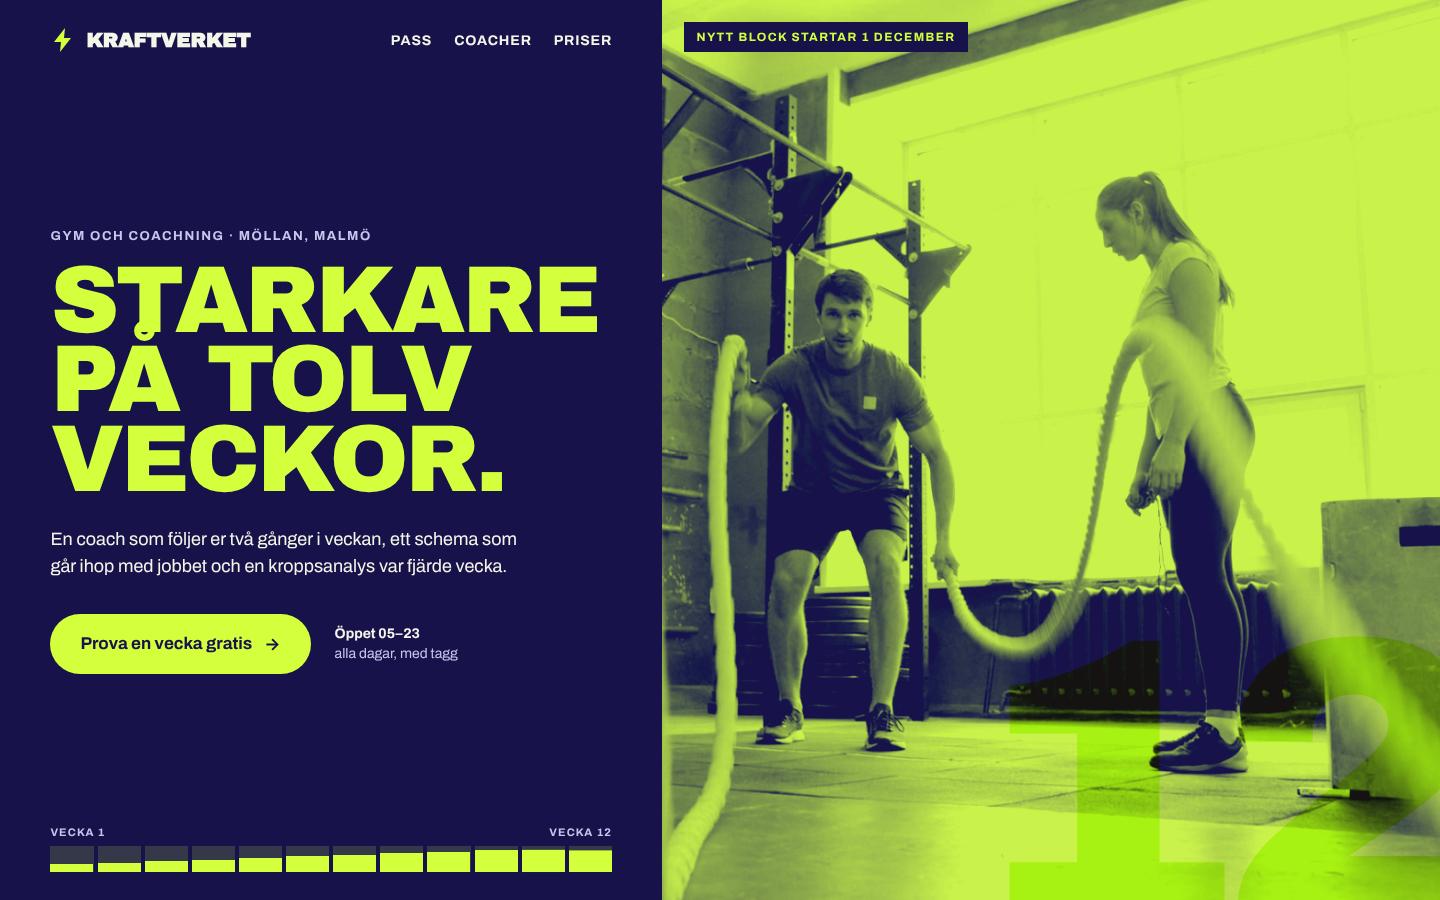 KRAFTVERKET
PASS COACHER PRISER
NYTT BLOCK STARTAR 1 DECEMBER
GYM OCH COACHNING · MÖLLAN, MALMÖ
STARKARE
PÅ TOLV
VECKOR.
En coach som följer er två gånger i veckan, ett schema som
går ihop med jobbet och en kroppsanalys var fjärde vecka.
Prova en vecka gratis →
Öppet 05–23
alla dagar, med tagg
VECKA 1
VECKA 12
12